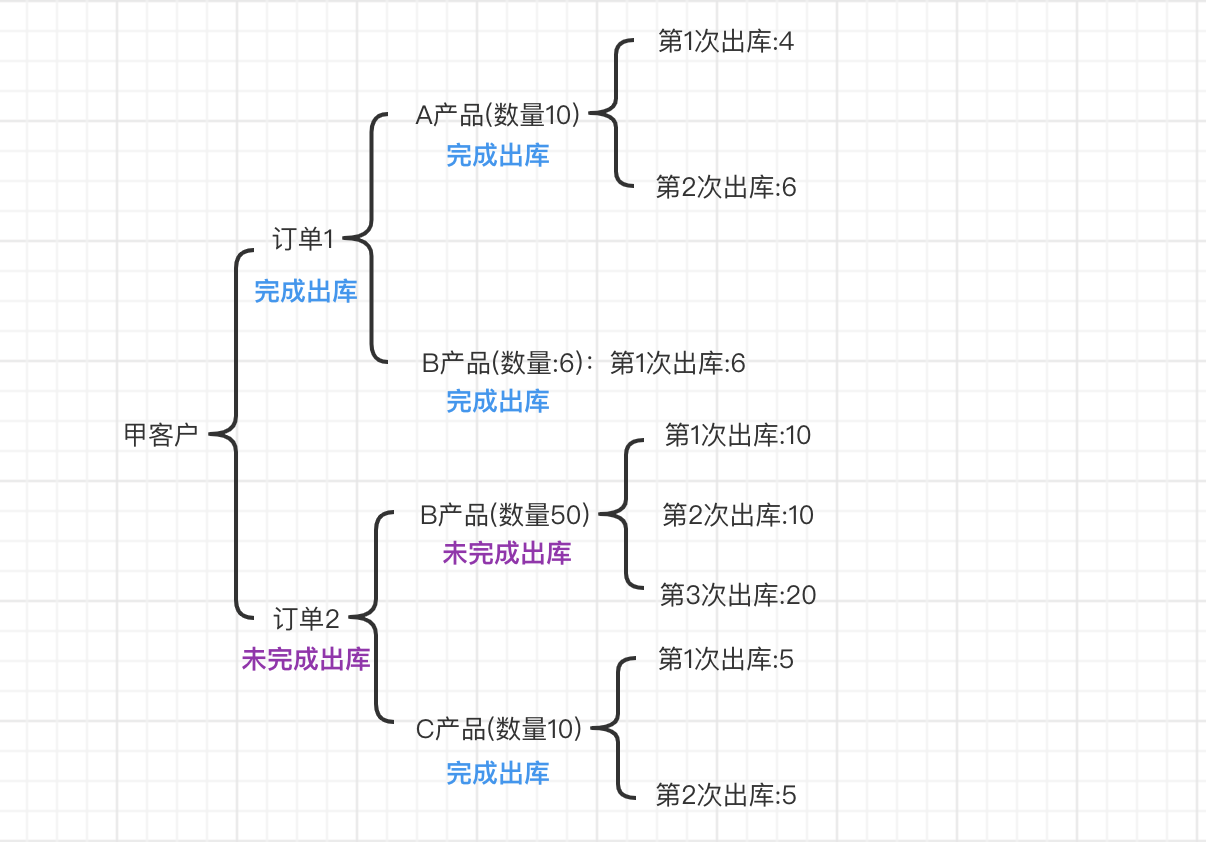 第1次出库:4
A产品(数量10)
完成出库
第2次出库:6
订单1
完成出库
B产品(数量:6)：第1次出库:6
完成出库
甲客户
第1次出库:10
B产品(数量50)
第2次出库:10
未完成出库
第3次出库:20
订单2
未完成出库
第1次出库:5
C产品(数量10)
完成出库
第2次出库:5